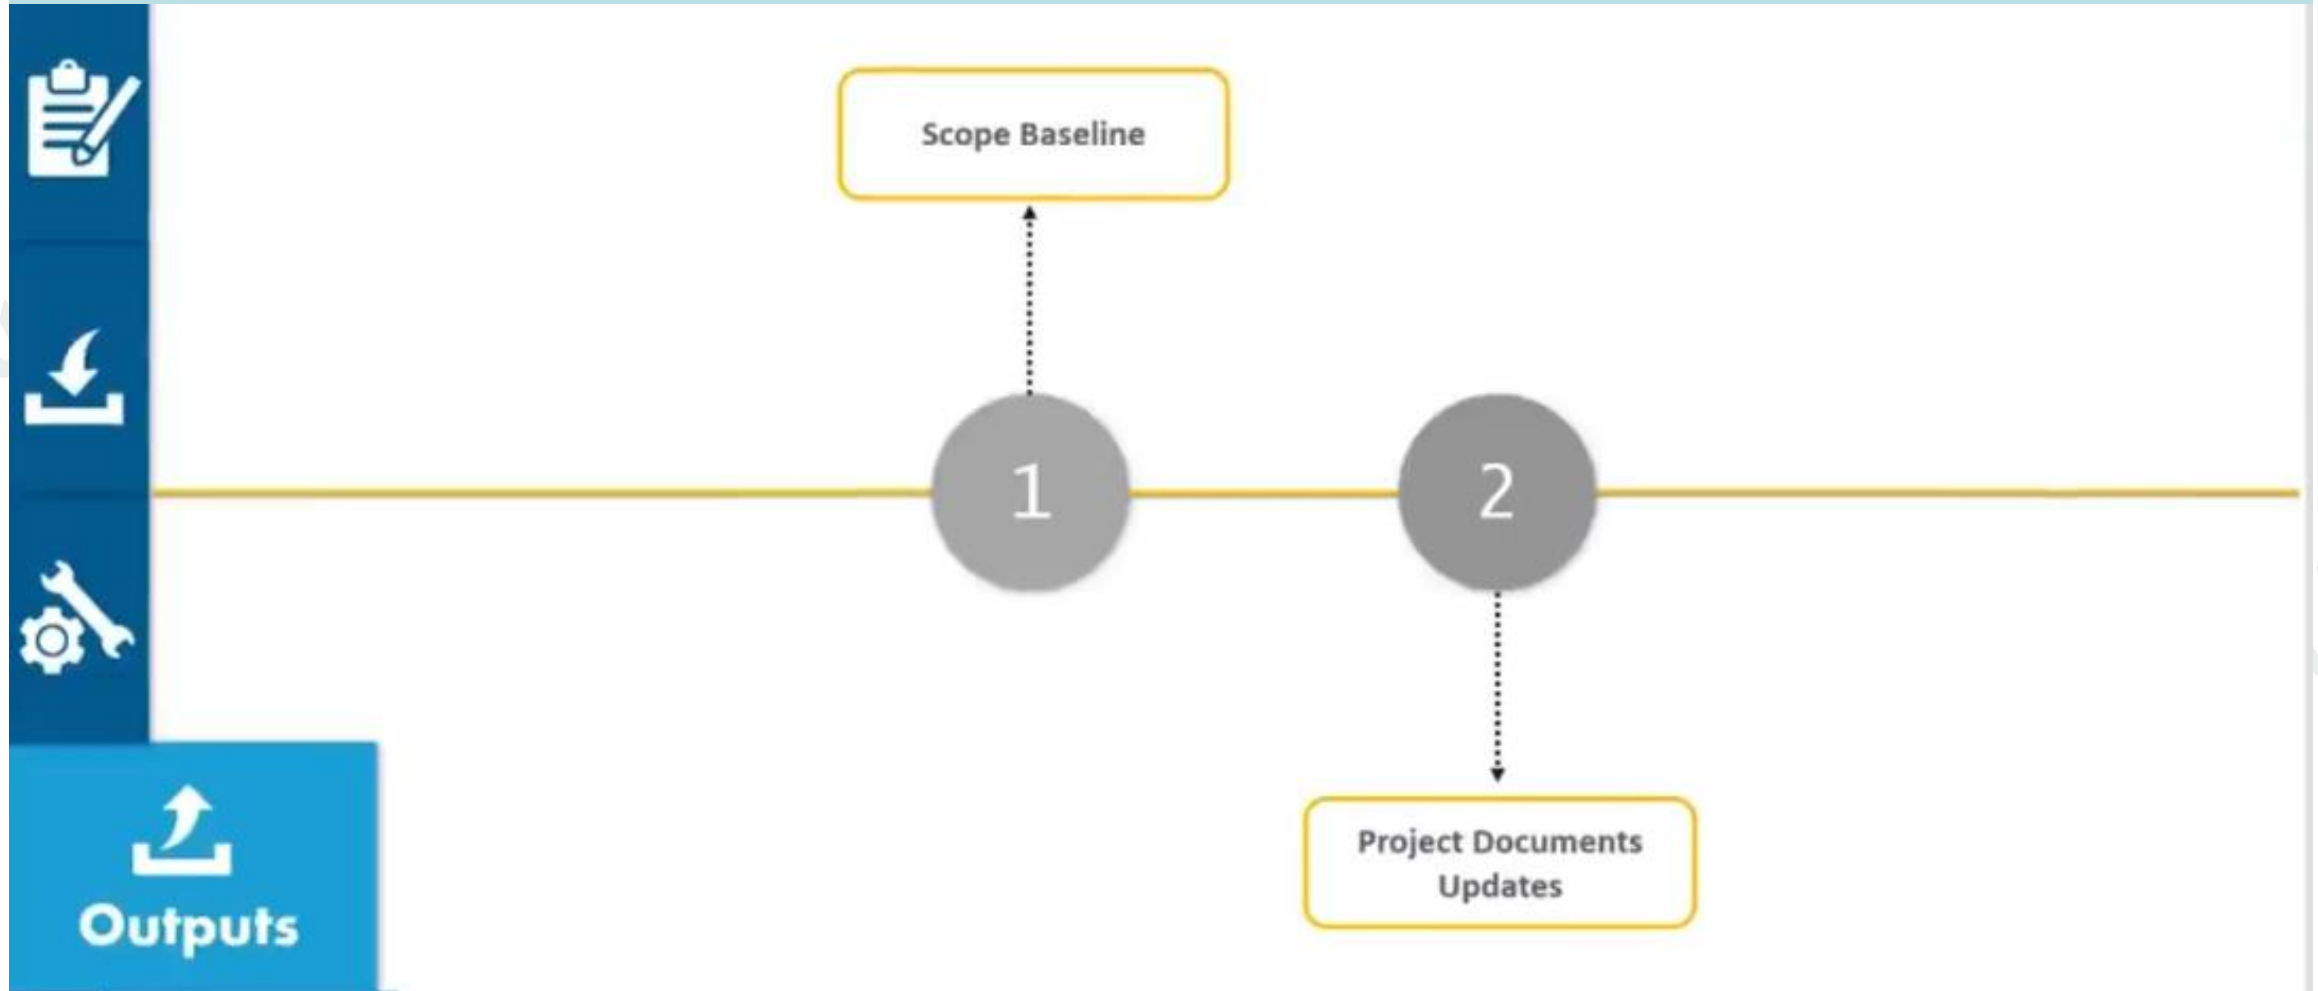 Scope Baseline
1
2
Project Documents
Updates
Outputs